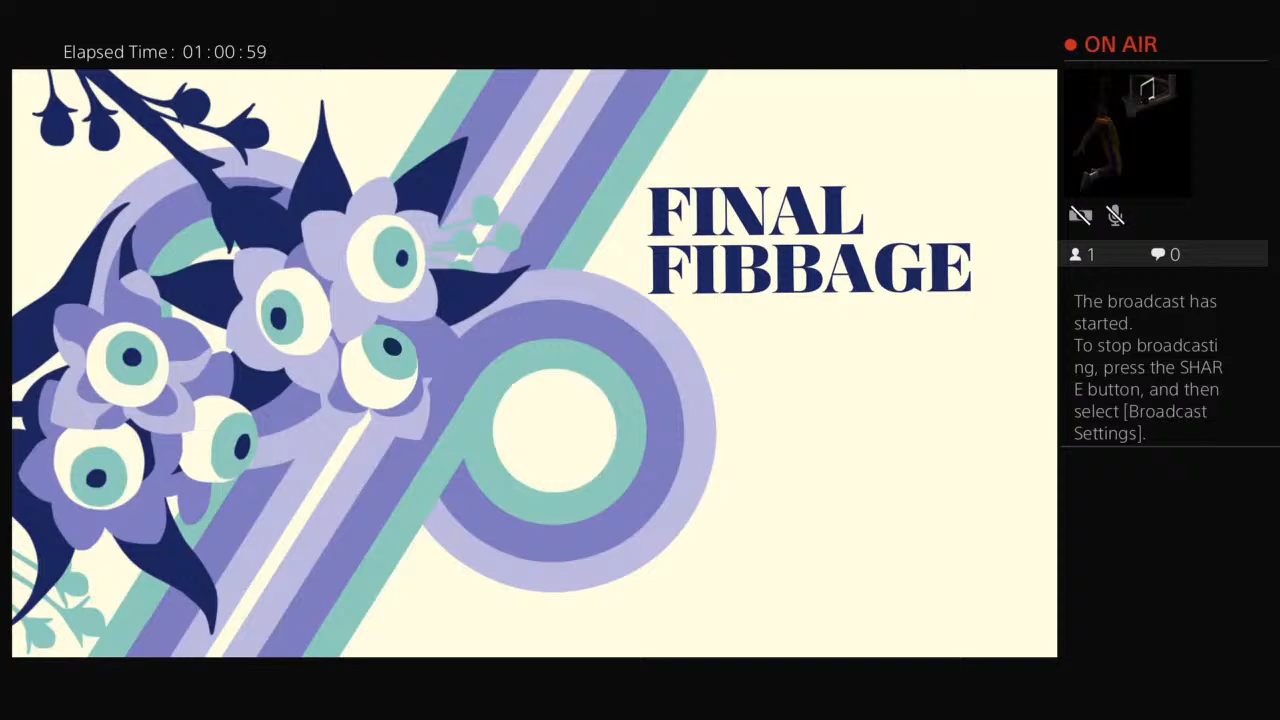 Elapsed Time: 01:00:59
ON AIR
FINAL
FIBBAGE
1
0
The broadcast has
started.
To stop broadcasti
ng, press the SHAR
E button, and then
select [Broadcast
Settings].